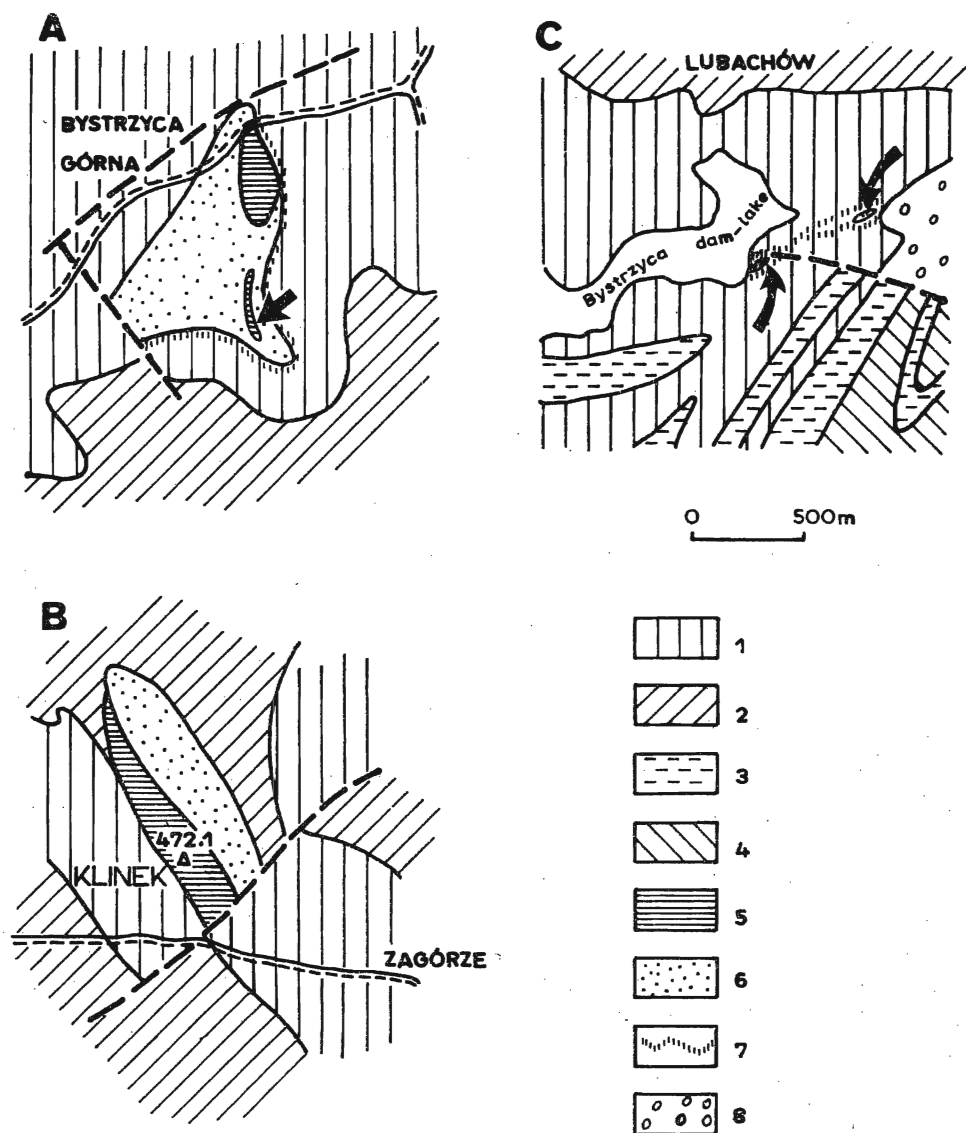 A
BYSTRZYCA
GÓRNA
C
LUBACHÓW
Bystrzyca dam-lake
0 500m
B
472.1
KLINEK
ZAGÓRZE
1
2
3
4
5
6
7
8